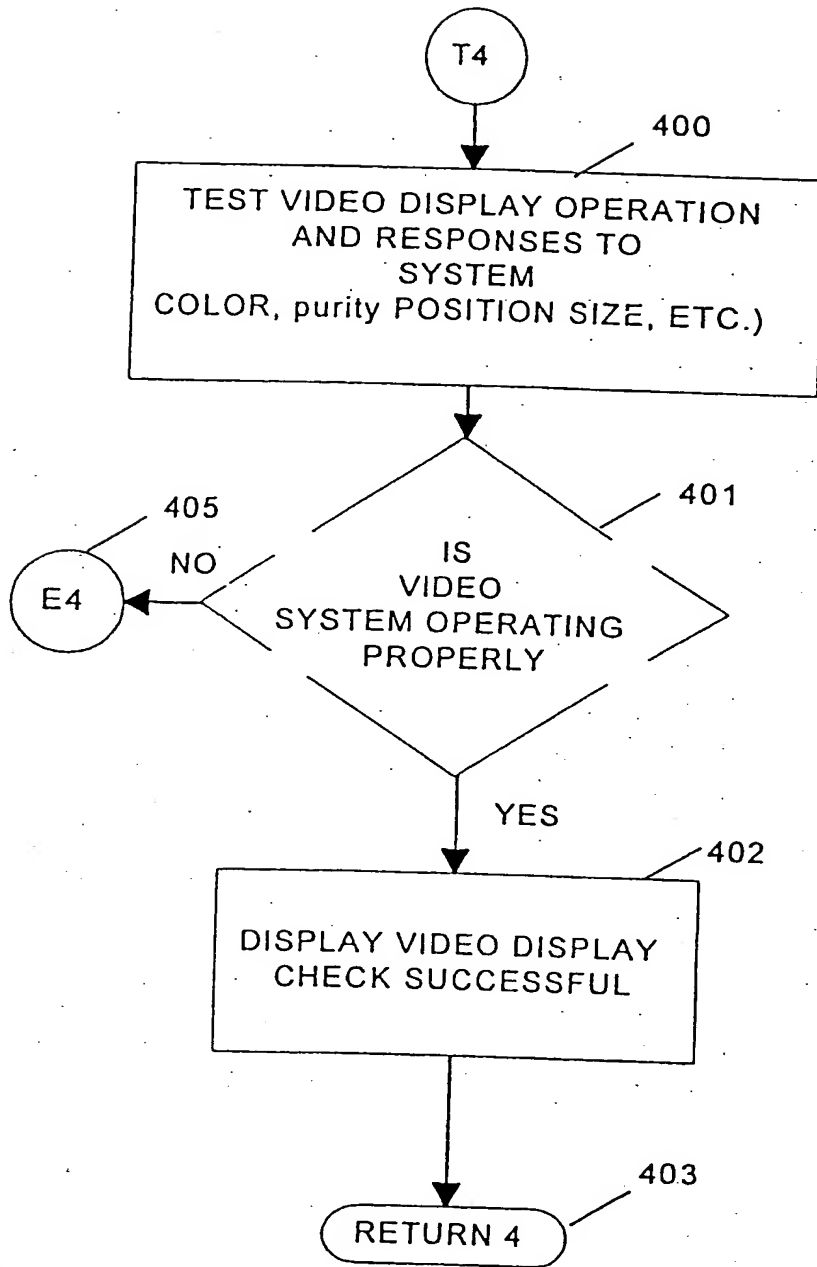 T4
400
TEST VIDEO DISPLAY OPERATION
AND RESPONSES TO
SYSTEM
COLOR, purity POSITION SIZE, ETC.)
401
405
NO
E4
IS
VIDEO
SYSTEM OPERATING
PROPERLY
YES
402
DISPLAY VIDEO DISPLAY
CHECK SUCCESSFUL
403
RETURN 4